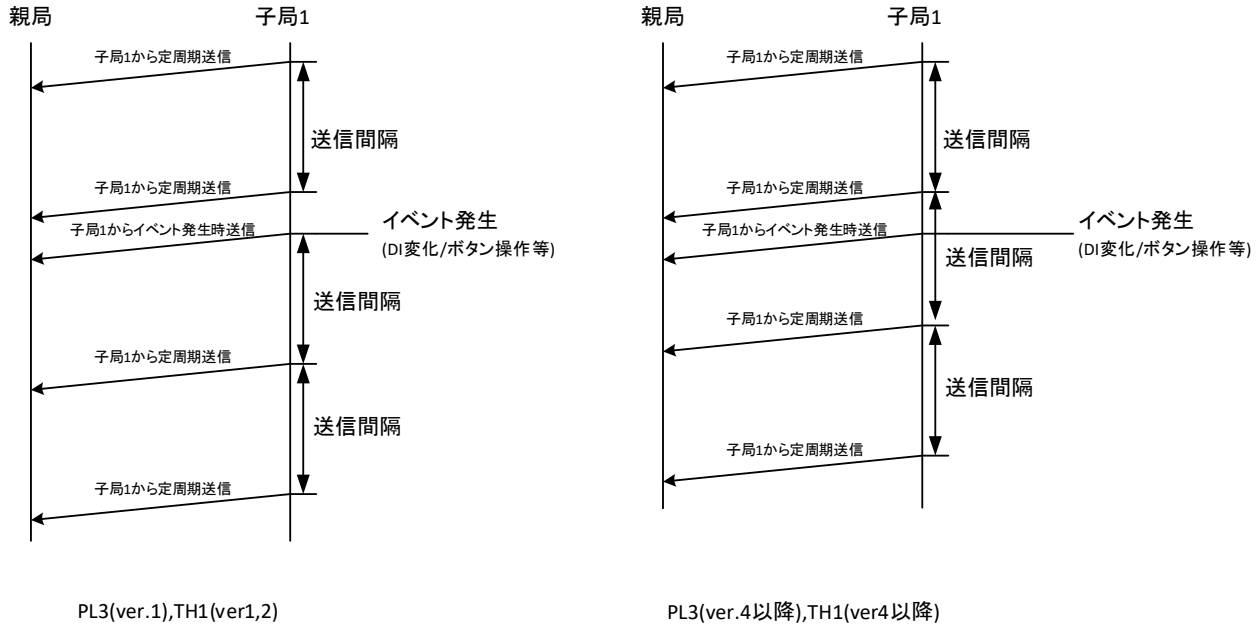 親局
子局1
子局1から定周期送信
送信間隔
子局1から定周期送信
子局1からイベント発生時送信
イベント発生
(DI変化/ボタン操作等)
送信間隔
子局1から定周期送信
送信間隔
子局1から定周期送信
PL3(ver.1),TH1(ver1,2)
親局
子局1
子局1から定周期送信
送信間隔
子局1から定周期送信
子局1からイベント発生時送信
イベント発生
(DI変化/ボタン操作等)
送信間隔
子局1から定周期送信
送信間隔
子局1から定周期送信
PL3(ver.4以降),TH1(ver4以降)